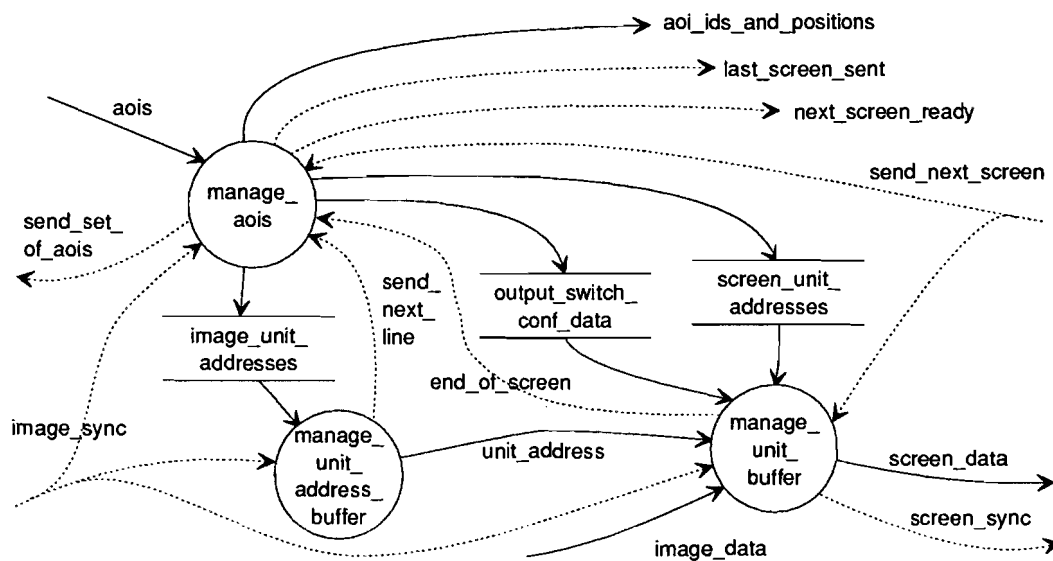 aoi_ids_and_positions
last_screen_sent
aois
next_screen_ready
send_next_screen
manage_
aois
send_set_
of_aois
send_
next_
line
output_switch_
conf_data
screen_unit_
addresses
image_unit_
addresses
end_of_screen
image_sync
manage_
unit_
address_
buffer
unit_address
manage_
unit_
buffer
screen_data
screen_sync
image_data